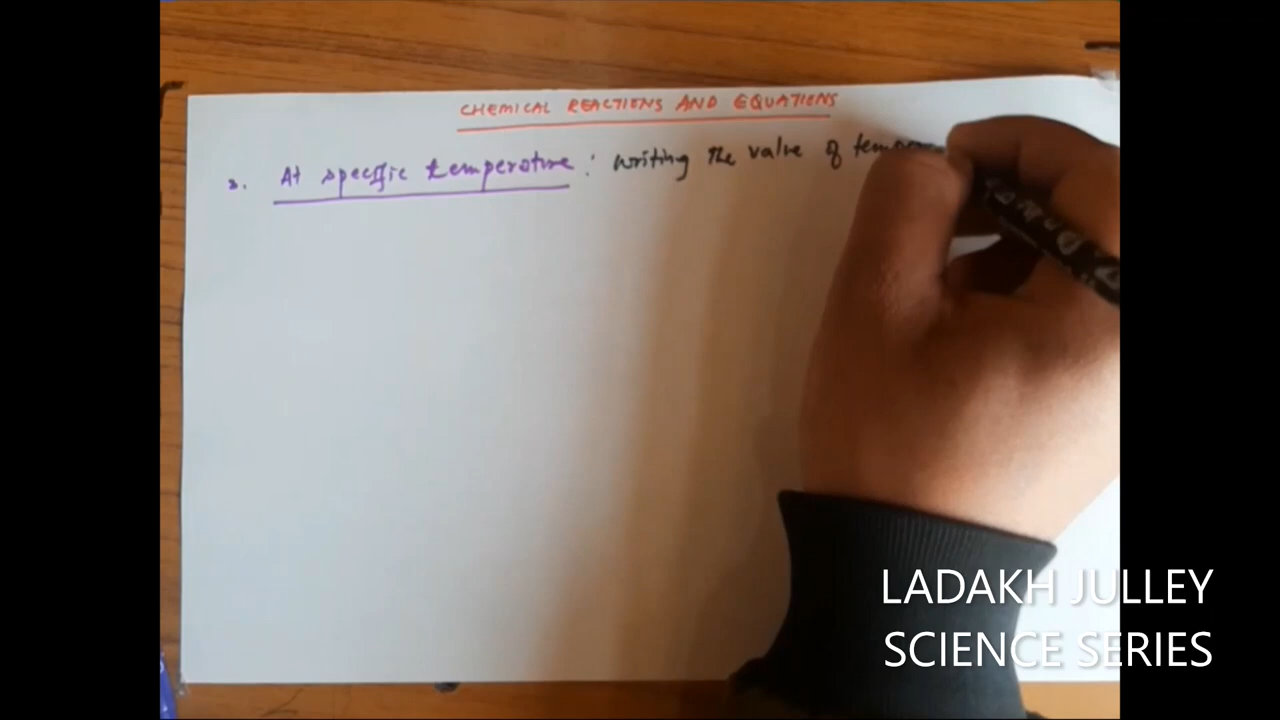 CHEMICAL REACTIONS AND EQUATIONS
At specific temperature : writing the value of
LADAKH JULLEY
SCIENCE SERIES